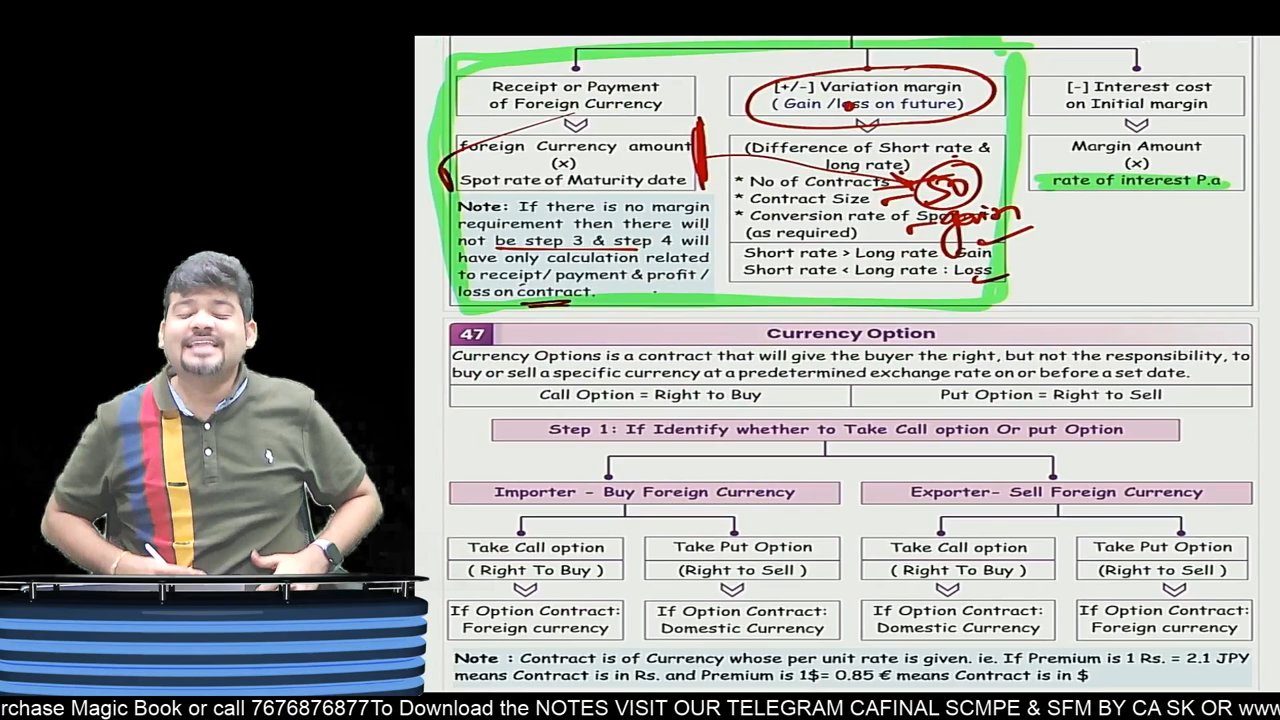 Receipt or Payment
of Foreign Currency
foreign Currency amount
(x)
Spot rate of Maturity date
Note: If there is no margin
requirement then there will
not be step 3 & step 4 will
have only calculation related
to receipt/ payment & profit /
loss on contract.
[+/-] Variation margin
( Gain /loss on future)
(Difference of Short rate &
long rate)
* No of Contracts
* Contract Size
* Conversion rate of
(as required)
50
gain
Short rate > Long rate Gain
Short rate < Long rate : Loss
[-] Interest cost
on Initial margin
Margin Amount
(x)
rate of interest P.a
47 Currency Option
Currency Options is a contract that will give the buyer the right, but not the responsibility, to
buy or sell a specific currency at a predetermined exchange rate on or before a set date.
Call Option = Right to Buy
Put Option = Right to Sell
Step 1: If Identify whether to Take Call option Or put Option
Importer - Buy Foreign Currency
Exporter- Sell Foreign Currency
Take Call option
( Right To Buy )
If Option Contract:
Foreign currency
Take Put Option
(Right to Sell )
If Option Contract:
Domestic Currency
Take Call option
( Right To Buy )
If Option Contract:
Domestic Currency
Take Put Option
(Right to Sell )
If Option Contract:
Foreign currency
Note : Contract is of Currency whose per unit rate is given. ie. If Premium is 1 Rs. = 2.1 JPY
means Contract is in Rs. and Premium is 1$= 0.85 € means Contract is in $
rchase Magic Book or call 7676876877To Download the NOTES VISIT OUR TELEGRAM CAFINAL SCMPE & SFM BY CA SK OR www